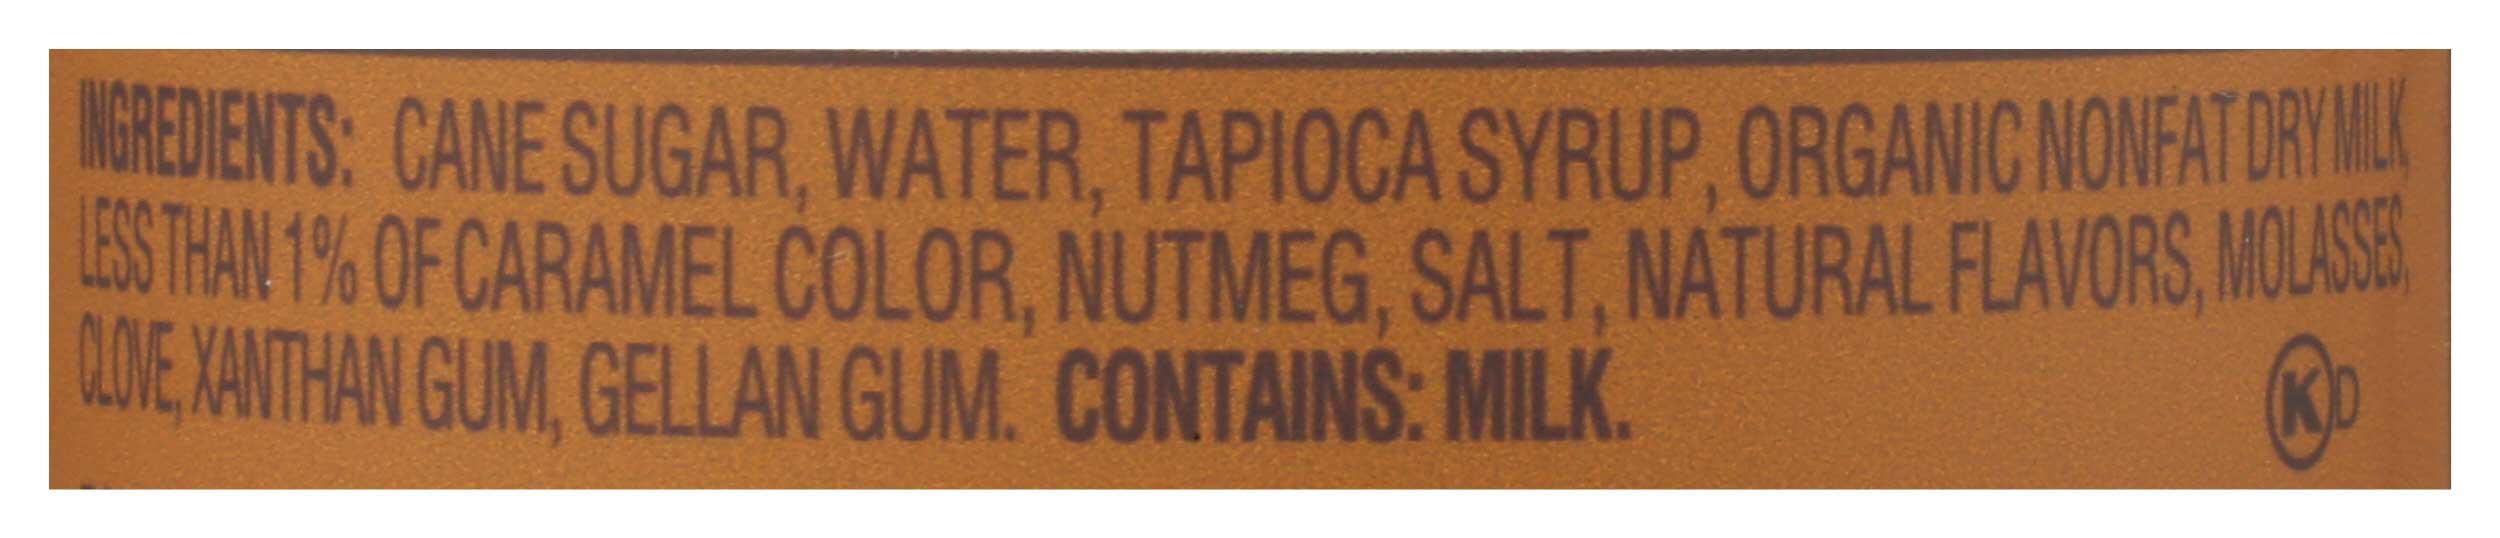 INGREDIENTS: CANE SUGAR, WATER, TAPIOCA SYRUP, ORGANIC NONFAT DRY MILK,
LESS THAN 1% OF CARAMEL COLOR, NUTMEG, SALT, NATURAL FLAVORS, MOLASSES,
CLOVE, XANTHAN GUM, GELLAN GUM. CONTAINS: MILK.
K D